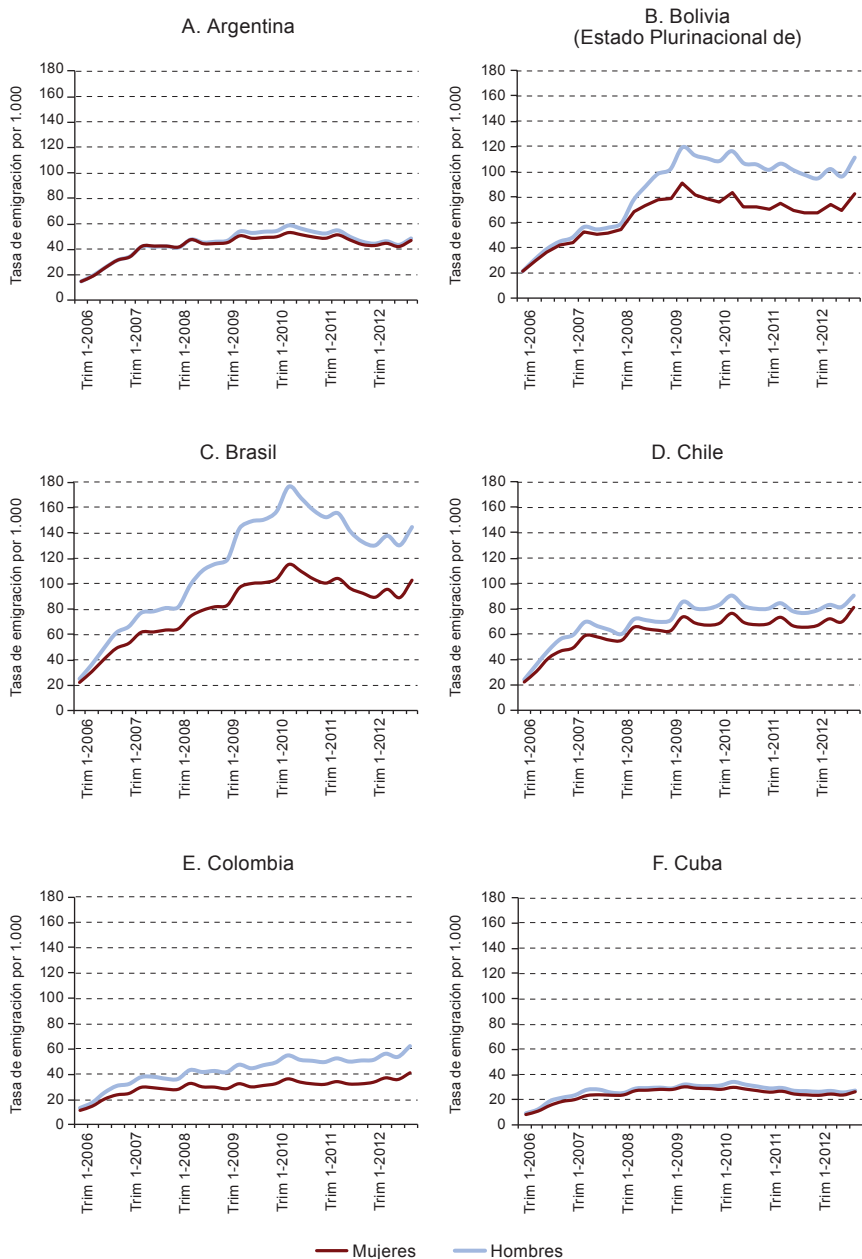 A. Argentina
Tasa de emigración por 1.000
180
160
140
120
100
80
60
40
20
0
Trim 1-2006
Trim 1-2007
Trim 1-2008
Trim 1-2009
Trim 1-2010
Trim 1-2011
Trim 1-2012
B. Bolivia
(Estado Plurinacional de)
Tasa de emigración por 1.000
180
160
140
120
100
80
60
40
20
0
Trim 1-2006
Trim 1-2007
Trim 1-2008
Trim 1-2009
Trim 1-2010
Trim 1-2011
Trim 1-2012
C. Brasil
Tasa de emigración por 1.000
180
160
140
120
100
80
60
40
20
0
Trim 1-2006
Trim 1-2007
Trim 1-2008
Trim 1-2009
Trim 1-2010
Trim 1-2011
Trim 1-2012
D. Chile
Tasa de emigración por 1.000
180
160
140
120
100
80
60
40
20
0
Trim 1-2006
Trim 1-2007
Trim 1-2008
Trim 1-2009
Trim 1-2010
Trim 1-2011
Trim 1-2012
E. Colombia
Tasa de emigración por 1.000
180
160
140
120
100
80
60
40
20
0
Trim 1-2006
Trim 1-2007
Trim 1-2008
Trim 1-2009
Trim 1-2010
Trim 1-2011
Trim 1-2012
F. Cuba
Tasa de emigración por 1.000
180
160
140
120
100
80
60
40
20
0
Trim 1-2006
Trim 1-2007
Trim 1-2008
Trim 1-2009
Trim 1-2010
Trim 1-2011
Trim 1-2012
Mujeres
Hombres